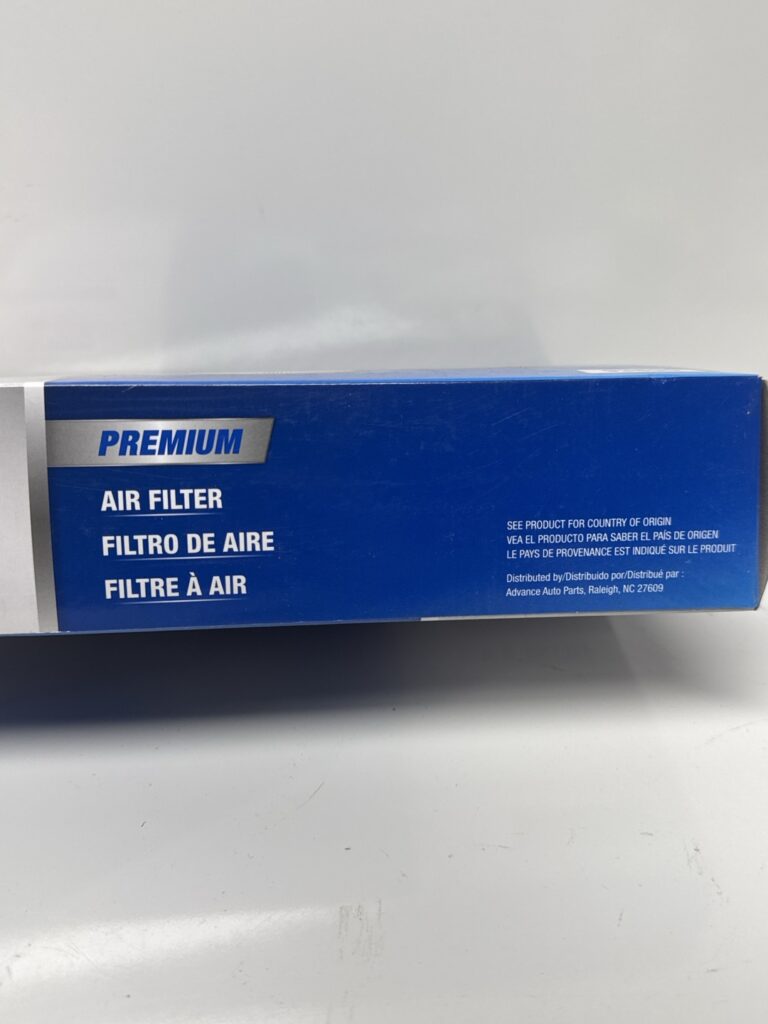 PREMIUM
AIR FILTER
FILTRO DE AIRE
FILTRE À AIR
SEE PRODUCT FOR COUNTRY OF ORIGIN
VEA EL PRODUCTO PARA SABER EL PAÍS DE ORIGEN
LE PAYS DE PROVENANCE EST INDIQUÉ SUR LE PRODUIT
Distributed by/Distribuido por/Distribué par :
Advance Auto Parts, Raleigh, NC 27609